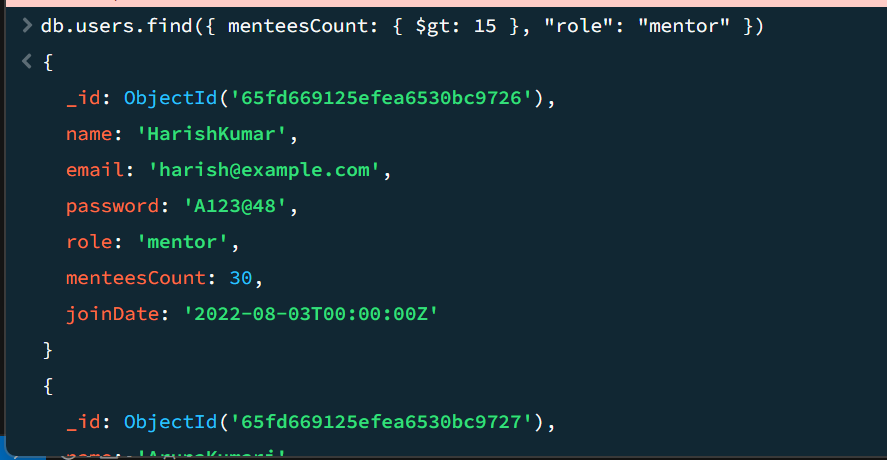 > db.users.find({ menteesCount: { $gt: 15 }, "role": "mentor" })
< {
_id: ObjectId('65fd669125efea6530bc9726'),
name: 'HarishKumar',
email: 'harish@example.com',
password: 'A123@48',
role: 'mentor',
menteesCount: 30,
joinDate: '2022-08-03T00:00:00Z'
}
{
_id: ObjectId('65fd669125efea6530bc9727'),